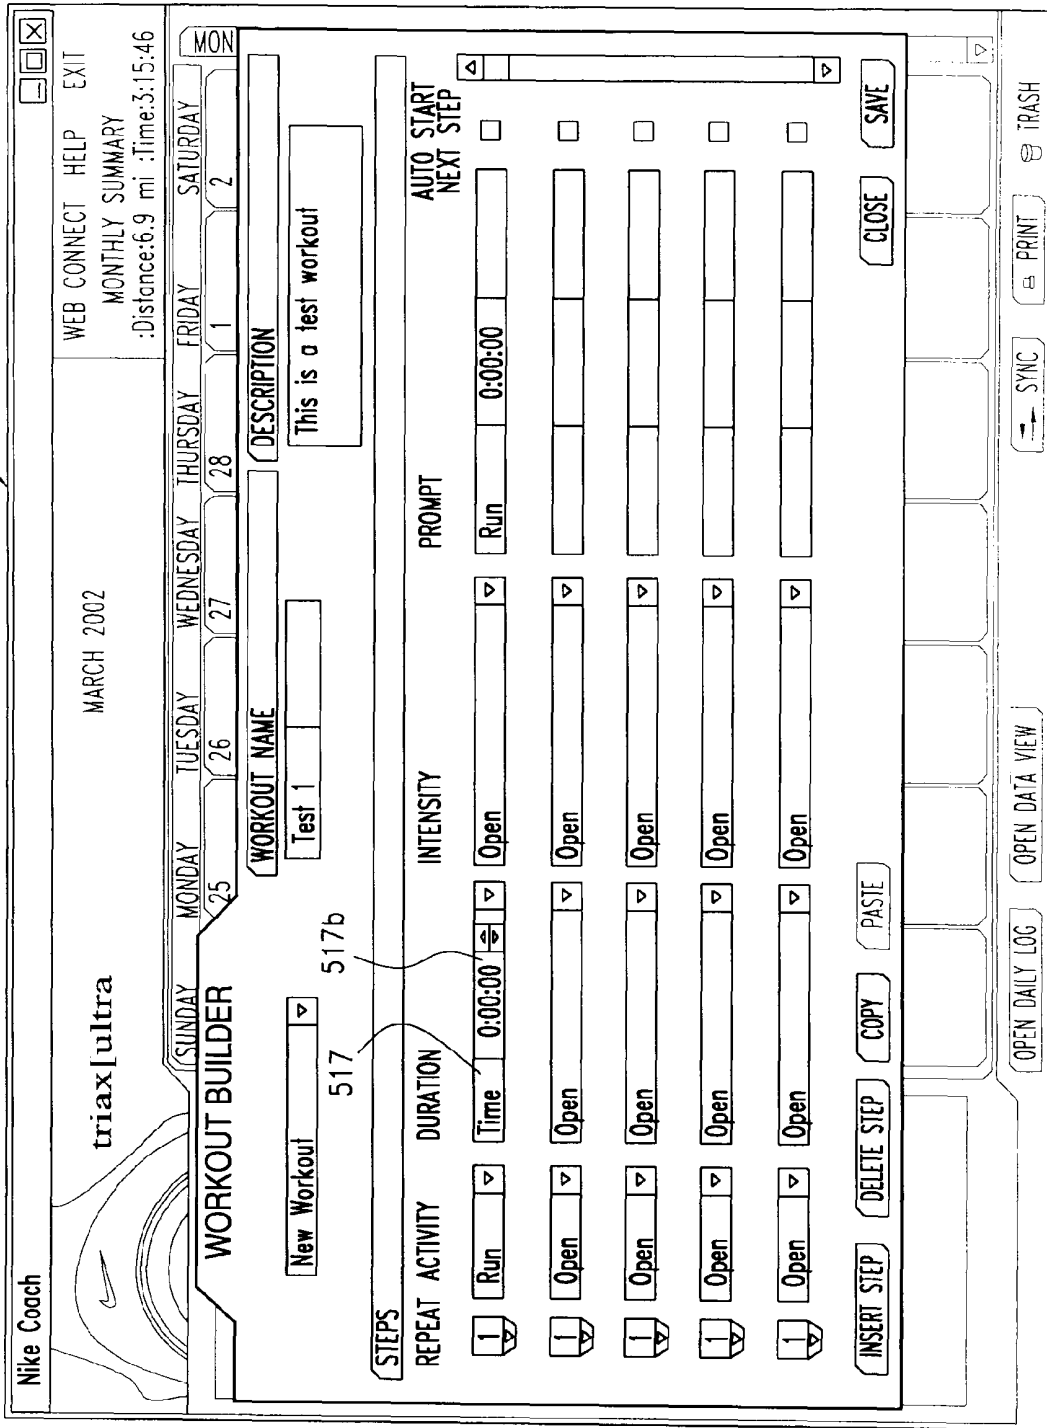 Nike Coach
triax[ultra
MARCH 2002
WEB CONNECT HELP EXIT
MONTHLY SUMMARY
:Distance:6.9 mi :Time:3:15:46
SUNDAY MONDAY TUESDAY WEDNESDAY THURSDAY FRIDAY SATURDAY
25 26 27 28 1 2 MON
WORKOUT BUILDER
WORKOUT NAME DESCRIPTION
New Workout Test 1 This is a test workout
517 517b
STEPS
REPEAT ACTIVITY DURATION INTENSITY PROMPT AUTO START
NEXT STEP
1 Run Time 0:00:00 Open Run 0:00:00
1 Open Open Open
1 Open Open Open
1 Open Open Open
1 Open Open Open
INSERT STEP DELETE STEP COPY PASTE CLOSE SAVE
OPEN DAILY LOG OPEN DATA VIEW SYNC PRINT TRASH